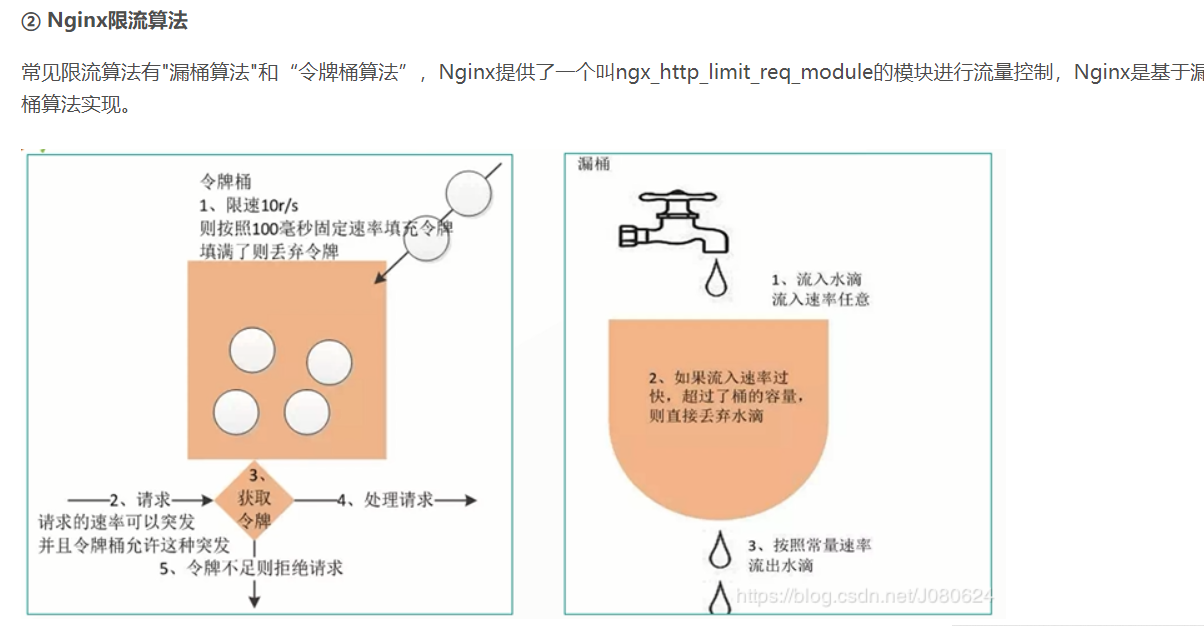 ② Nginx限流算法
常见限流算法有"漏桶算法"和“令牌桶算法”，Nginx提供了一个叫ngx_http_limit_req_module的模块进行流量控制，Nginx是基于漏
桶算法实现。
令牌桶
1、限速10r/s
则按照100毫秒固定速率填充令牌
填满了则丢弃令牌
3、
获取
令牌
2、请求
4、处理请求
请求的速率可以突发
并且令牌桶允许这种突发
5、令牌不足则拒绝请求
漏桶
1、流入水滴
流入速率任意
2、如果流入速率过
快，超过了桶的容量，
则直接丢弃水滴
3、按照常量速率
流出水滴
https://blog.csdn.net/J080624